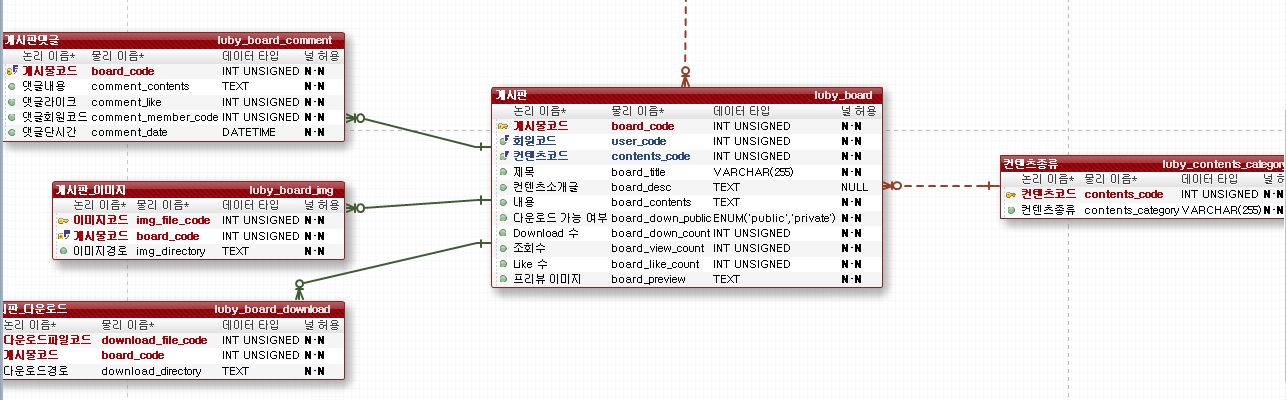 게시판댓글 luby_board_comment
논리 이름* 물리 이름* 데이터 타입 널 허용
게시물코드 board_code INT UNSIGNED N-N
댓글내용 comment_contents TEXT N-N
댓글라이크 comment_like INT UNSIGNED N-N
댓글회원코드 comment_member_code INT UNSIGNED N-N
댓글단시간 comment_date DATETIME N-N
게시판_이미지 luby_board_img
논리 이름* 물리 이름* 데이터 타입 널 허용
이미지코드 img_file_code INT UNSIGNED N-N
게시물코드 board_code INT UNSIGNED N-N
이미지경로 img_directory TEXT N-N
시판_다운로드 luby_board_download
논리 이름* 물리 이름* 데이터 타입 널 허용
다운로드파일코드 download_file_code INT UNSIGNED N-N
게시물코드 board_code INT UNSIGNED N-N
다운로드경로 download_directory TEXT N-N
게시판 luby_board
논리 이름* 물리 이름* 데이터 타입 널 허용
게시물코드 board_code INT UNSIGNED N-N
회원코드 user_code INT UNSIGNED N-N
컨텐츠코드 contents_code INT UNSIGNED N-N
제목 board_title VARCHAR(255) N-N
컨텐츠소개글 board_desc TEXT NULL
내용 board_contents TEXT N-N
다운로드 가능 여부 board_down_public ENUM('public','private') N-N
Download 수 board_down_count INT UNSIGNED N-N
조회수 board_view_count INT UNSIGNED N-N
Like 수 board_like_count INT UNSIGNED N-N
프리뷰 이미지 board_preview TEXT N-N
컨텐츠종류 luby_contents_category
논리 이름* 물리 이름* 데이터 타입 널 허
컨텐츠코드 contents_code INT UNSIGNED N-N
컨텐츠종류 contents_category VARCHAR(255) N-N